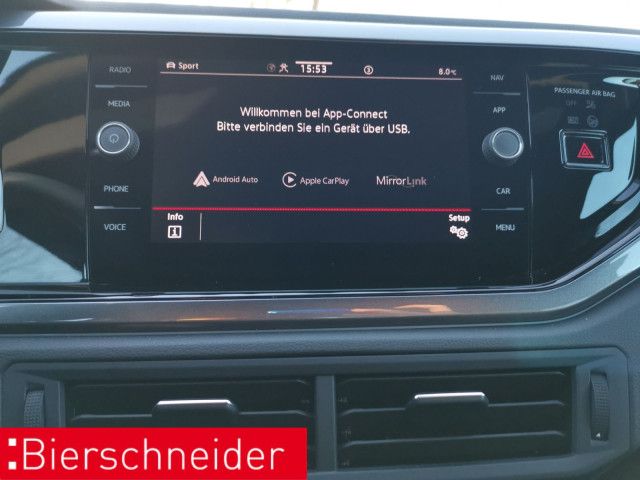 RADIO
MEDIA
PHONE
VOICE
Sport
15:53
8.0°C
Willkommen bei App-Connect
Bitte verbinden Sie ein Gerät über USB.
Android Auto
Apple CarPlay
MirrorLink
Info
Setup
NAV
APP
CAR
MENU
PASSENGER AIR BAG
OFF
:Bierschneider